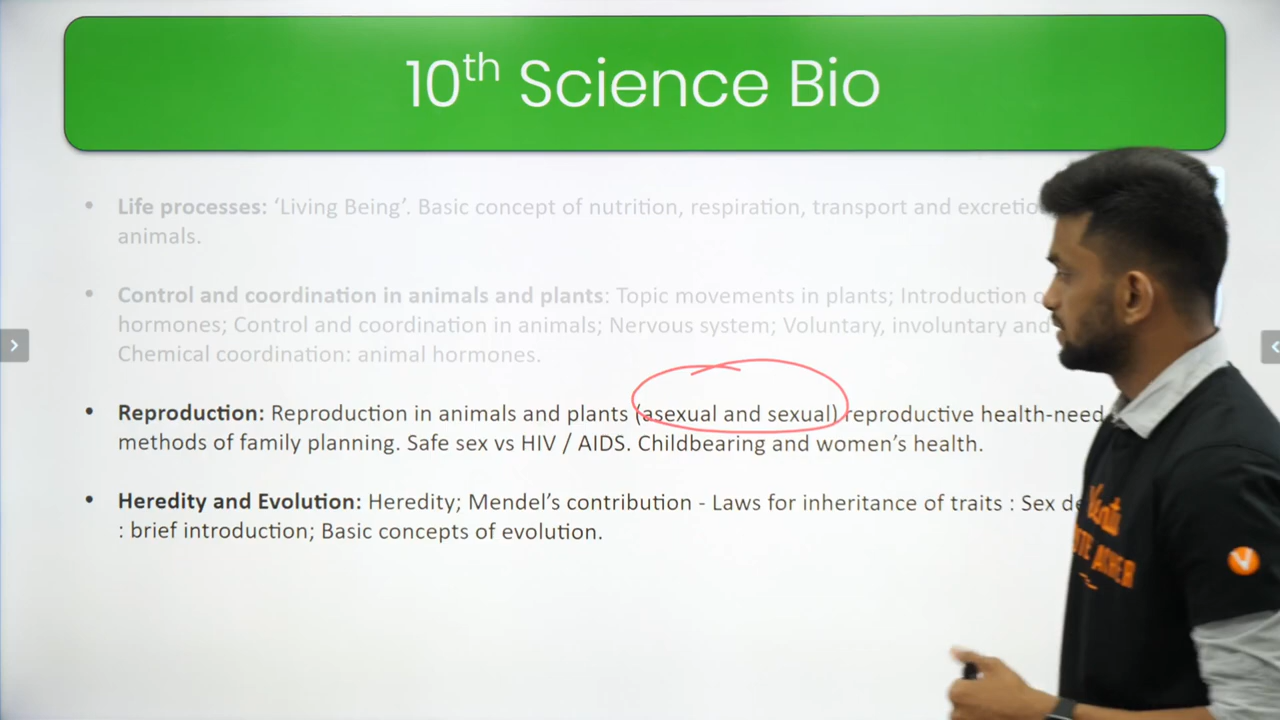 10th Science Bio
• Life processes: ‘Living Being’. Basic concept of nutrition, respiration, transport and excretio
animals.
• Control and coordination in animals and plants: Topic movements in plants; Introduction
hormones; Control and coordination in animals; Nervous system; Voluntary, involuntary and
Chemical coordination: animal hormones.
• Reproduction: Reproduction in animals and plants (asexual and sexual) reproductive health-need
methods of family planning. Safe sex vs HIV / AIDS. Childbearing and women’s health.
• Heredity and Evolution: Heredity; Mendel’s contribution - Laws for inheritance of traits : Sex de
: brief introduction; Basic concepts of evolution.